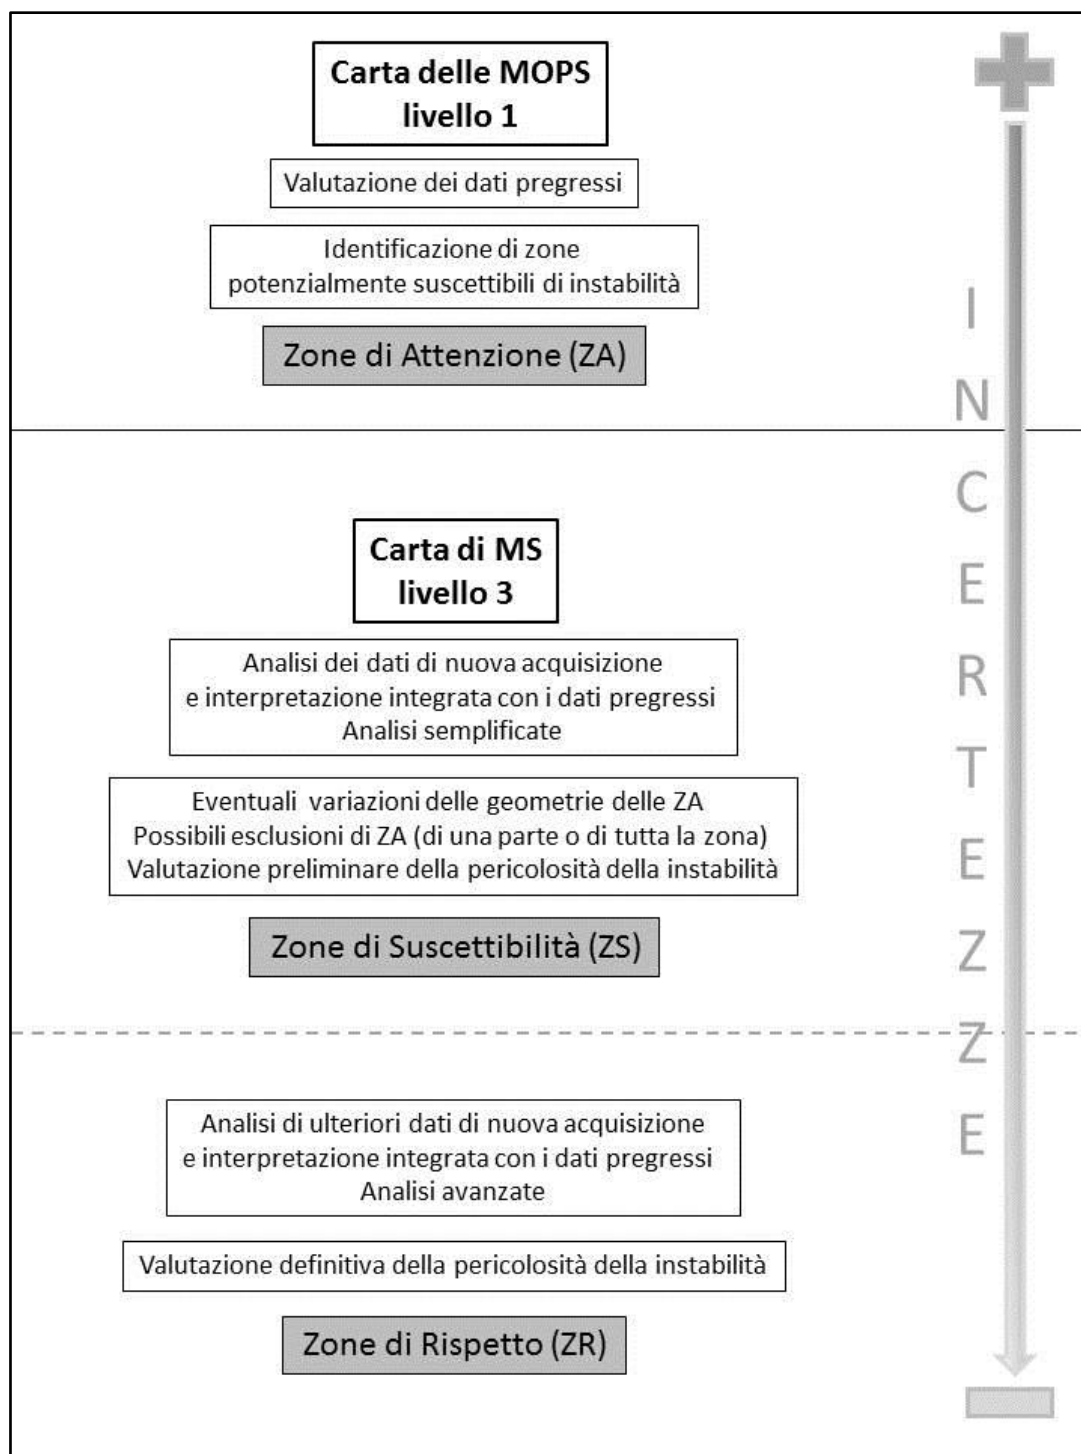 Carta delle MOPS
livello 1
Valutazione dei dati pregressi
Identificazione di zone
potenzialmente suscettibili di instabilità
Zone di Attenzione (ZA)
Carta di MS
livello 3
Analisi dei dati di nuova acquisizione
e interpretazione integrata con i dati pregressi
Analisi semplificate
Eventuali variazioni delle geometrie delle ZA
Possibili esclusioni di ZA (di una parte o di tutta la zona)
Valutazione preliminare della pericolosità della instabilità
Zone di Suscettibilità (ZS)
Analisi di ulteriori dati di nuova acquisizione
e interpretazione integrata con i dati pregressi
Analisi avanzate
Valutazione definitiva della pericolosità della instabilità
Zone di Rispetto (ZR)
INCERTEZZE